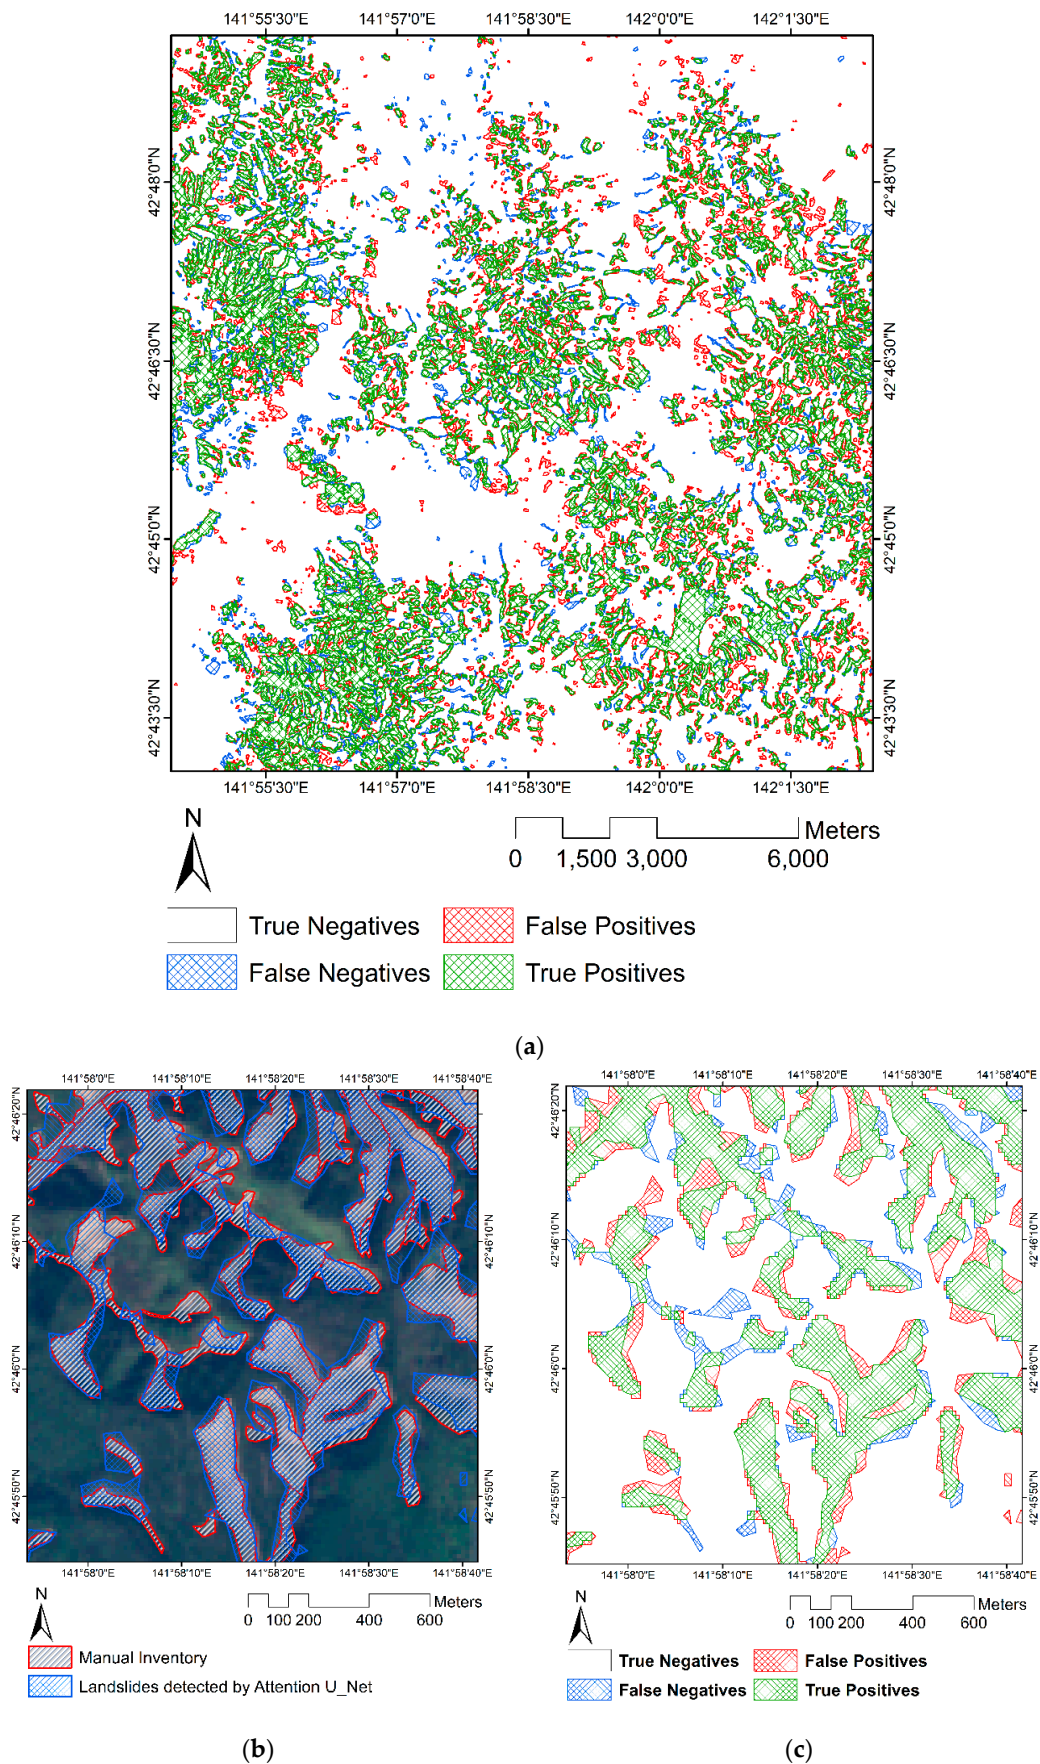 141°55'30"E 141°57'0"E 141°58'30"E 142°0'0"E 142°1'30"E
42°48'0"N 42°48'0"N
42°46'30"N 42°46'30"N
42°45'0"N 42°45'0"N
42°43'30"N 42°43'30"N
141°55'30"E 141°57'0"E 141°58'30"E 142°0'0"E 142°1'30"E
N
Meters
0 1,500 3,000 6,000
True Negatives False Positives
False Negatives True Positives
(a)
141°58'0"E 141°58'10"E 141°58'20"E 141°58'30"E 141°58'40"E
42°46'20"N 42°46'20"N
42°46'10"N 42°46'10"N
42°46'0"N 42°46'0"N
42°45'50"N 42°45'50"N
141°58'0"E 141°58'10"E 141°58'20"E 141°58'30"E 141°58'40"E
N
Meters
0 100 200 400 600
Manual Inventory
Landslides detected by Attention U_Net
(b)
141°58'0"E 141°58'10"E 141°58'20"E 141°58'30"E 141°58'40"E
42°46'20"N 42°46'20"N
42°46'10"N 42°46'10"N
42°46'0"N 42°46'0"N
42°45'50"N 42°45'50"N
141°58'0"E 141°58'10"E 141°58'20"E 141°58'30"E 141°58'40"E
N
Meters
0 100 200 400 600
True Negatives False Positives
False Negatives True Positives
(c)